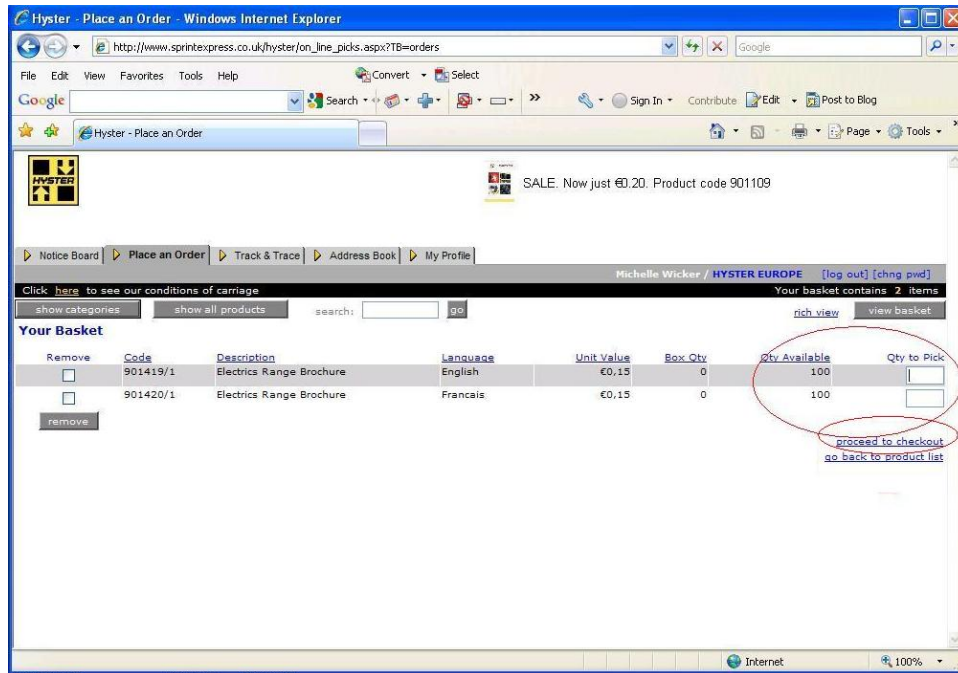 Hyster - Place an Order - Windows Internet Explorer
http://www.sprintexpress.co.uk/hyster/on_line_picks.aspx?TB=orders Google
File Edit View Favorites Tools Help Convert Select
Google Search » Sign In Contribute Edit Post to Blog
Hyster - Place an Order Page Tools »
HYSTER
SALE. Now just €0.20. Product code 901109
Notice Board Place an Order Track & Trace Address Book My Profile
Michelle Wicker / HYSTER EUROPE [log out] [chng pwd]
Click here to see our conditions of carriage Your basket contains 2 items
show categories show all products search: go rich view view basket
Your Basket
Remove Code Description Language Unit Value Box Qty Qty Available Qty to Pick
901419/1 Electrics Range Brochure English €0,15 0 100
901420/1 Electrics Range Brochure Francais €0,15 0 100
remove
proceed to checkout
go back to product list
Internet 100%